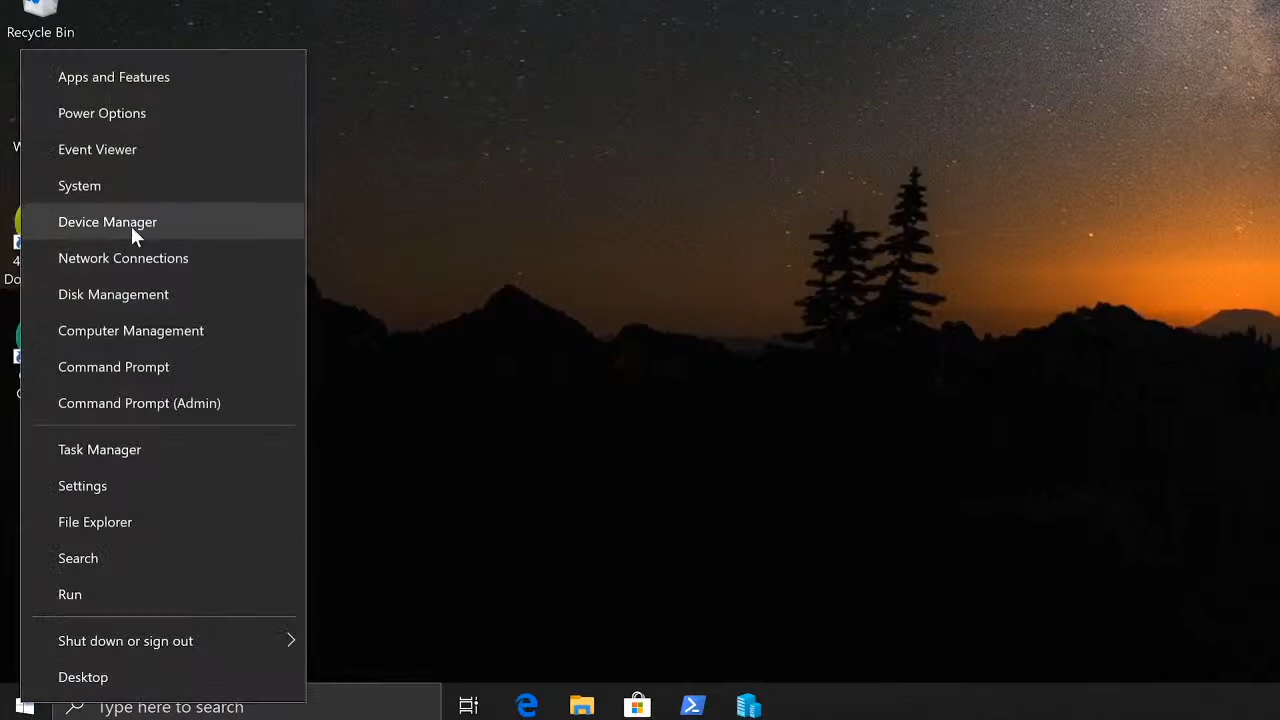 Recycle Bin
Apps and Features
Power Options
Event Viewer
System
Device Manager
Network Connections
Disk Management
Computer Management
Command Prompt
Command Prompt (Admin)
Task Manager
Settings
File Explorer
Search
Run
Shut down or sign out
Desktop
Type here to search